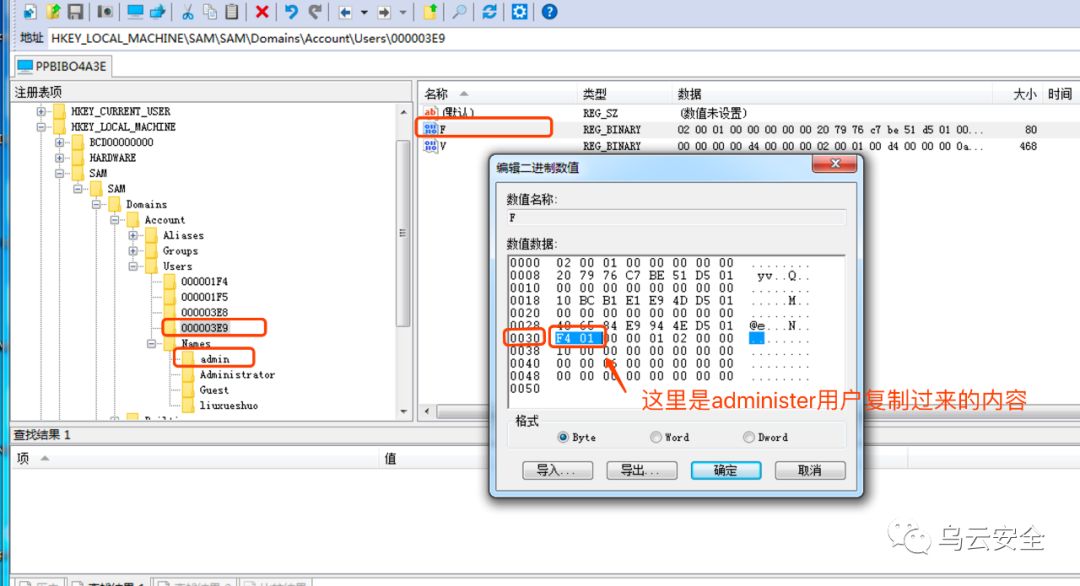 地址 HKEY_LOCAL_MACHINE\SAM\SAM\Domains\Account\Users\000003E9
PPBIBO4A3E
注册表项
HKEY_CURRENT_USER
HKEY_LOCAL_MACHINE
BCD00000000
HARDWARE
SAM
SAM
Domains
Account
Aliases
Groups
Users
000001F4
000001F5
000003E8
000003E9
Names
admin
Administrator
Guest
liuxueshuo
名称 类型 数据 大小 时间
(默认) REG_SZ (数值未设置)
F REG_BINARY 02 00 01 00 00 00 00 00 20 79 76 c7 be 51 d5 01 00... 80
V REG_BINARY 00 00 00 00 d4 00 00 00 02 00 01 00 d4 00 00 00 0a... 468
编辑二进制数值
数值名称:
F
数值数据:
0000 02 00 01 00 00 00 00 00 ........
0008 20 79 76 C7 BE 51 D5 01 yv..Q..
0010 00 00 00 00 00 00 00 00 ........
0018 10 BC B1 E1 E9 4D D5 01 .....M..
0020 00 00 00 00 00 00 00 00 ........
0028 40 65 84 E9 94 4E D5 01 @e...N..
0030 F4 01 00 00 01 02 00 00
0038 10 00 00 00 00 00 00 00 ........
0040 00 00 00 00 00 00 00
0048 00 00 00 00 00 00 00 00 ........
0050
这里是administer用户复制过来的内容
格式
Byte Word Dword
导入... 导出... 确定 取消
查找结果 1
项 值
乌云安全